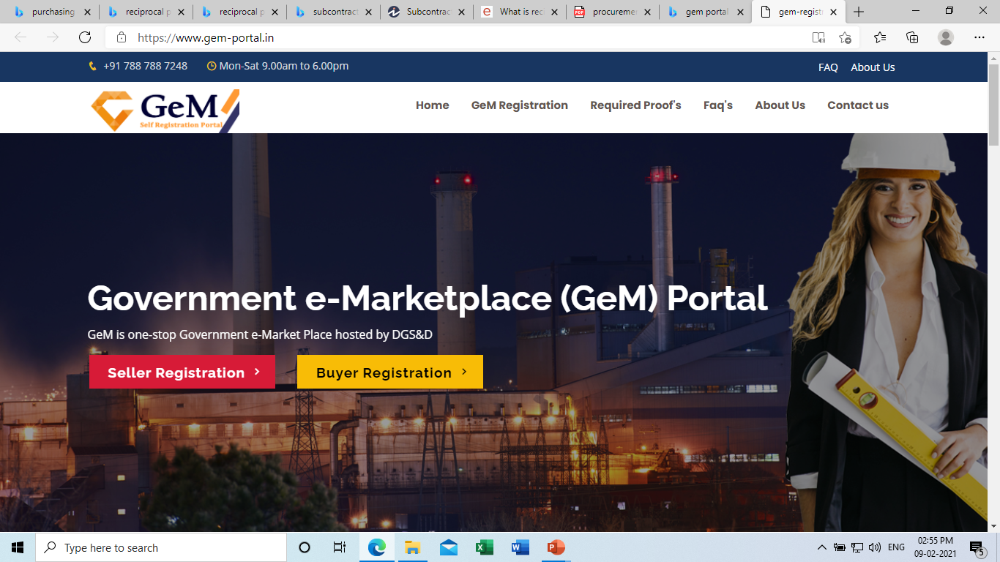 purchasing
reciprocal p
reciprocal p
subcontract
Subcontrac
What is rec
procuremer
gem portal
gem-registr
https://www.gem-portal.in
+91 788 788 7248 Mon-Sat 9.00am to 6.00pm FAQ About Us
GeM
Self Registration Portal
Home GeM Registration Required Proof's Faq's About Us Contact us
Government e-Marketplace (GeM) Portal
GeM is one-stop Government e-Market Place hosted by DGS&D
Seller Registration Buyer Registration
Type here to search
ENG
02:55 PM
09-02-2021
5